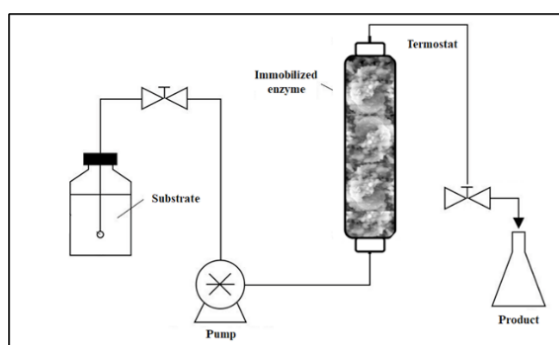 Termostat
Immobilized
enzyme
Substrate
Pump
Product